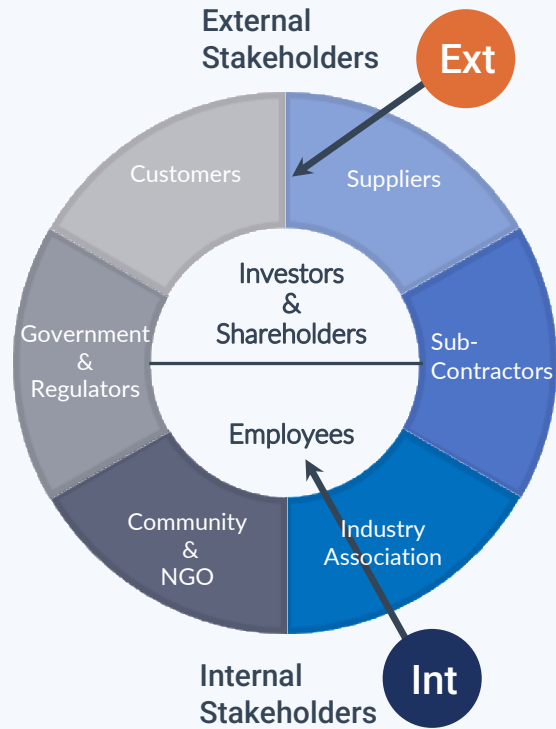 External
Stakeholders
Ext
Customers
Suppliers
Investors
&
Shareholders
Government
&
Regulators
Sub-
Contractors
Employees
Community
&
NGO
Industry
Association
Internal
Stakeholders
Int